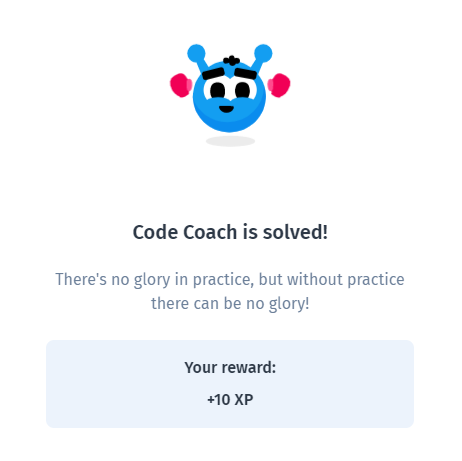 Code Coach is solved!
There's no glory in practice, but without practice
there can be no glory!
Your reward:
+10 XP